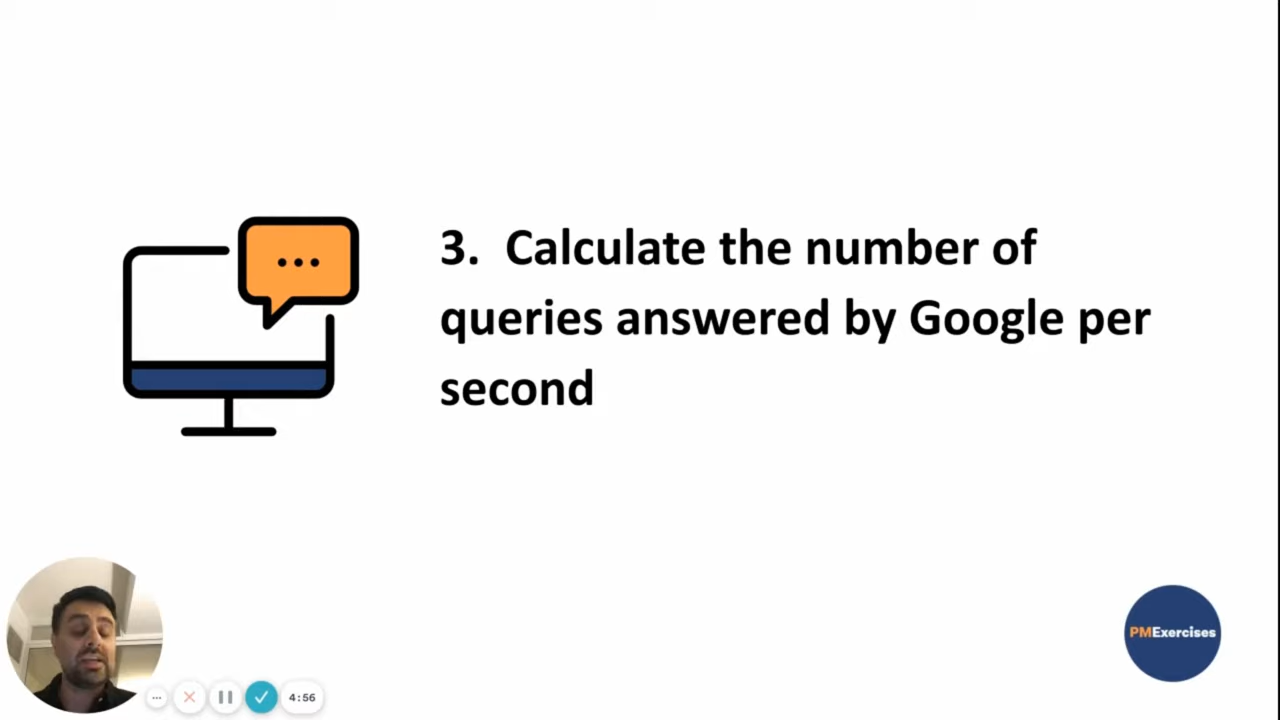 3. Calculate the number of
queries answered by Google per
second
PMExercises
4:56